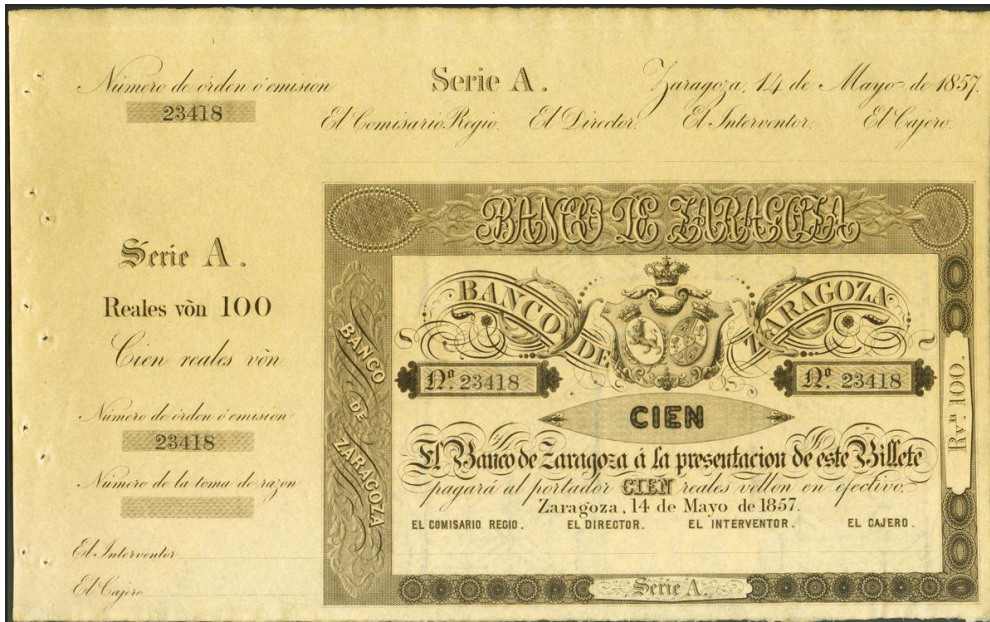 Número de órden ó emision
23418
Serie A.
Zaragoza, 14 de Mayo de 1857.
El Comisario Regio. El Director. El Interventor. El Cajero.
Serie A.
Reales vòn 100
Cien reales vòn
Número de órden ó emision
23418
Número de la toma de razon
El Interventor
El Cajero
BANCO DE ZARAGOZA
BANCO DE ZARAGOZA
BANCO DE ZARAGOZA
Nº 23418
Nº 23418
CIEN
El Banco de Zaragoza á la presentacion de este Billete
pagará al portador CIEN reales vellon en efectivo.
Zaragoza, 14 de Mayo de 1857.
EL COMISARIO REGIO. EL DIRECTOR. EL INTERVENTOR. EL CAJERO.
Serie A.
Rvⁿ 100.